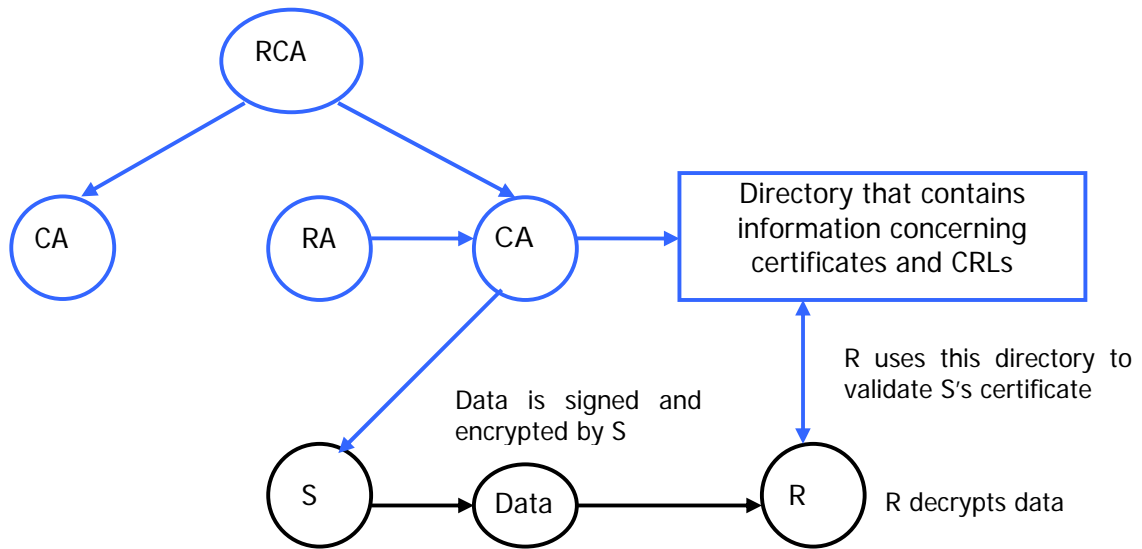 RCA
CA
RA
CA
Directory that contains
information concerning
certificates and CRLs
R uses this directory to
validate S's certificate
Data is signed and
encrypted by S
S
Data
R
R decrypts data